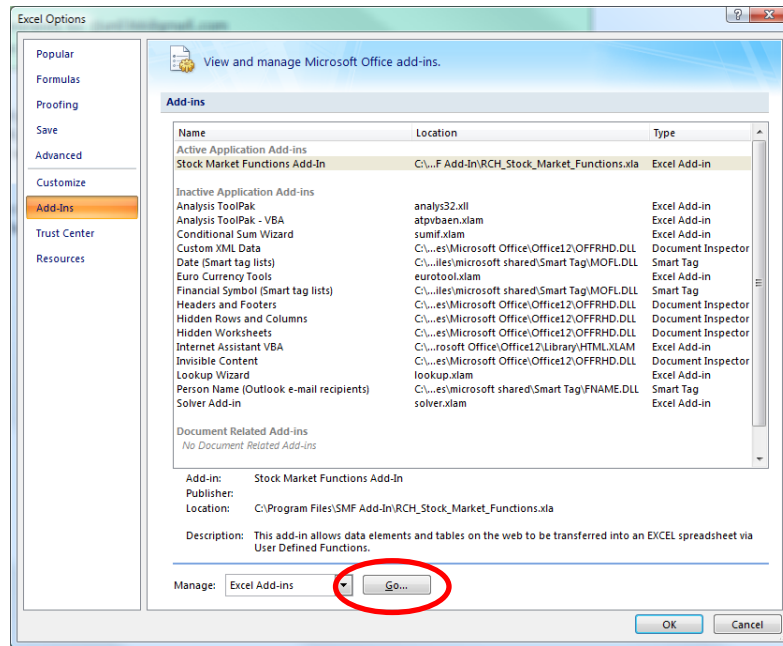 Excel Options
Popular
Formulas
Proofing
Save
Advanced
Customize
Add-Ins
Trust Center
Resources
View and manage Microsoft Office add-ins.
Add-ins
Name Location Type
Active Application Add-ins
Stock Market Functions Add-In C:\...F Add-In\RCH_Stock_Market_Functions.xla Excel Add-in
Inactive Application Add-ins
Analysis ToolPak analys32.xll Excel Add-in
Analysis ToolPak - VBA atpvbaen.xlam Excel Add-in
Conditional Sum Wizard sumif.xlam Excel Add-in
Custom XML Data C:\...es\Microsoft Office\Office12\OFFRHD.DLL Document Inspector
Date (Smart tag lists) C:\...iles\microsoft shared\Smart Tag\MOFL.DLL Smart Tag
Euro Currency Tools eurotool.xlam Excel Add-in
Financial Symbol (Smart tag lists) C:\...iles\microsoft shared\Smart Tag\MOFL.DLL Smart Tag
Headers and Footers C:\...es\Microsoft Office\Office12\OFFRHD.DLL Document Inspector
Hidden Rows and Columns C:\...es\Microsoft Office\Office12\OFFRHD.DLL Document Inspector
Hidden Worksheets C:\...es\Microsoft Office\Office12\OFFRHD.DLL Document Inspector
Internet Assistant VBA C:\...rosoft Office\Office12\Library\HTML.XLAM Excel Add-in
Invisible Content C:\...es\Microsoft Office\Office12\OFFRHD.DLL Document Inspector
Lookup Wizard lookup.xlam Excel Add-in
Person Name (Outlook e-mail recipients) C:\...es\microsoft shared\Smart Tag\FNAME.DLL Smart Tag
Solver Add-in solver.xlam Excel Add-in
Document Related Add-ins
No Document Related Add-ins
Add-in: Stock Market Functions Add-In
Publisher:
Location: C:\Program Files\SMF Add-In\RCH_Stock_Market_Functions.xla
Description: This add-in allows data elements and tables on the web to be transferred into an EXCEL spreadsheet via
User Defined Functions.
Manage: Excel Add-ins Go...
OK Cancel